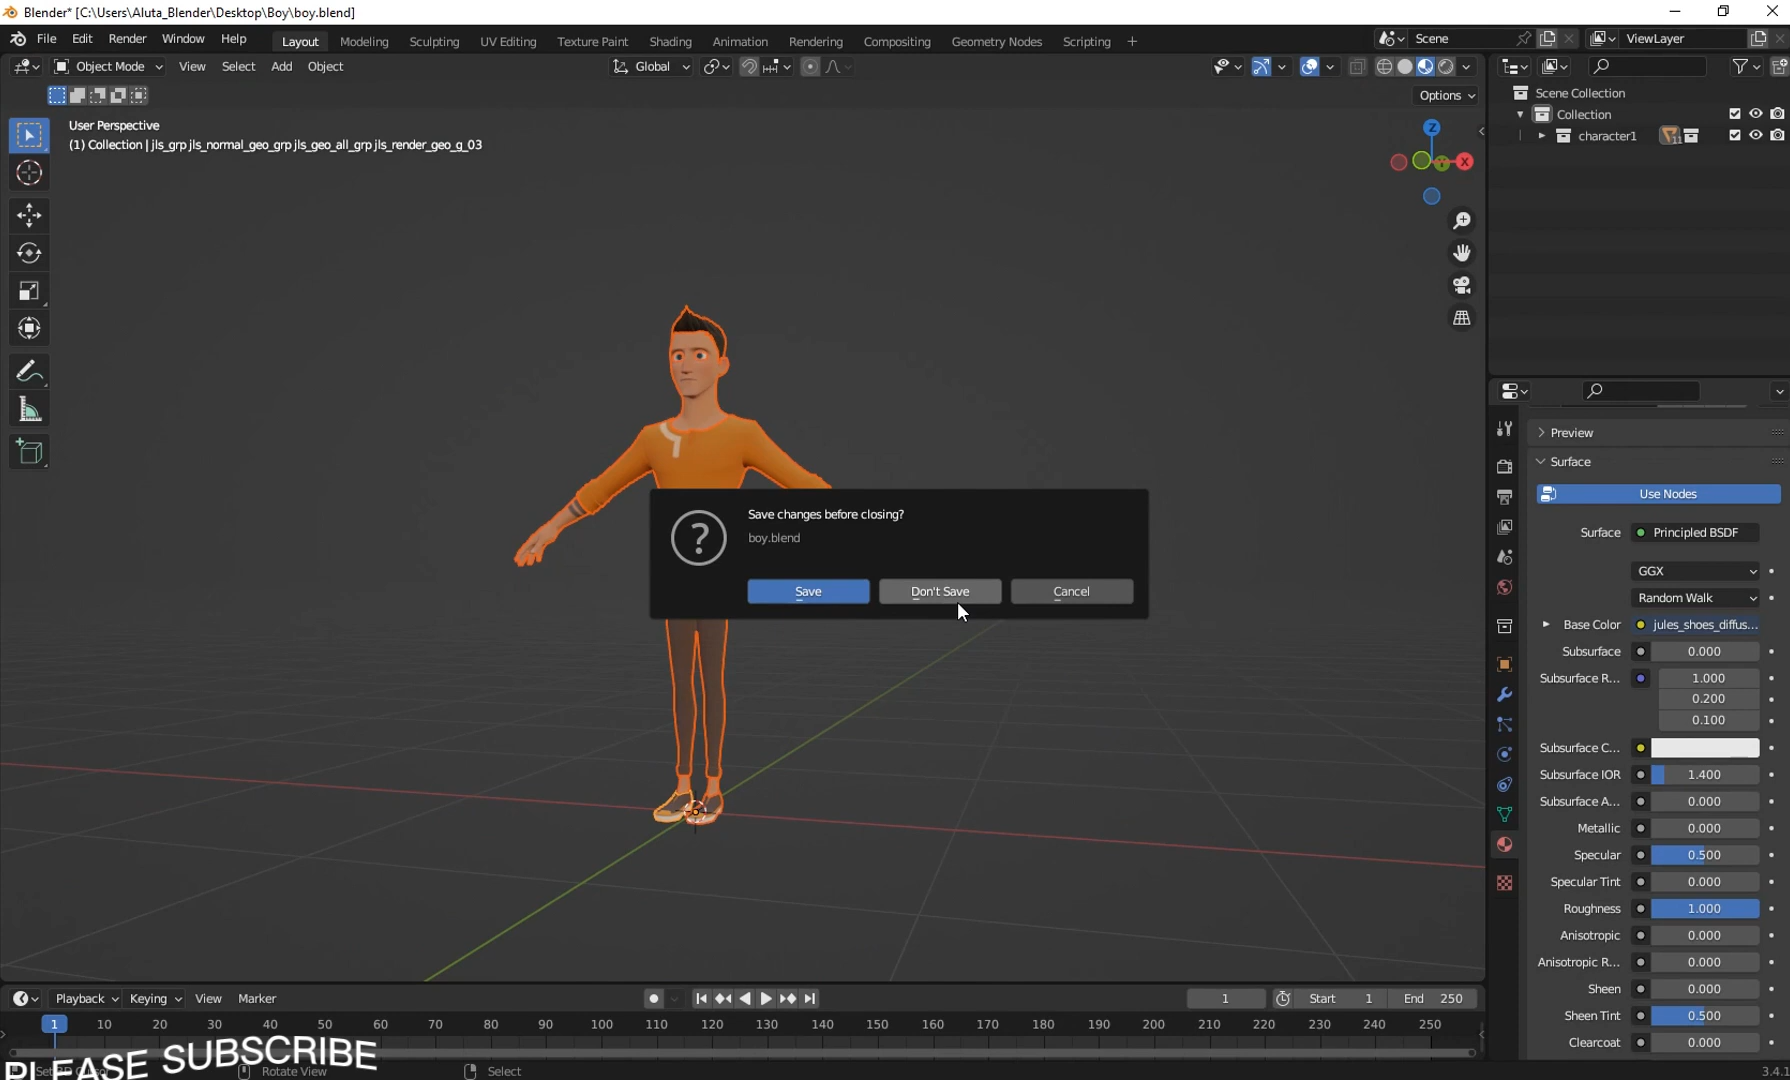 Blender* [C:\Users\Aluta_Blender\Desktop\Boy\boy.blend]
File Edit Render Window Help Layout Modeling Sculpting UV Editing Texture Paint Shading Animation Rendering Compositing Geometry Nodes Scripting + Scene ViewLayer
Object Mode View Select Add Object Global
Options
User Perspective
(1) Collection | jls_grp jls_normal_geo_grp jls_geo_all_grp jls_render_geo_g_03
Z
X
Scene Collection
Collection
character1
Save changes before closing?
boy.blend
Save Don't Save Cancel
Preview
Surface
Use Nodes
Surface Principled BSDF
GGX
Random Walk
Base Color jules_shoes_diffus...
Subsurface 0.000
Subsurface R... 1.000
0.200
0.100
Subsurface C...
Subsurface IOR 1.400
Subsurface A... 0.000
Metallic 0.000
Specular 0.500
Specular Tint 0.000
Roughness 1.000
Anisotropic 0.000
Anisotropic R... 0.000
Sheen 0.000
Sheen Tint 0.500
Clearcoat 0.000
Playback Keying View Marker 1 Start 1 End 250
1 10 20 30 40 50 60 70 80 90 100 110 120 130 140 150 160 170 180 190 200 210 220 230 240 250
PLEASE SUBSCRIBE
Rotate View Select
3.4.1